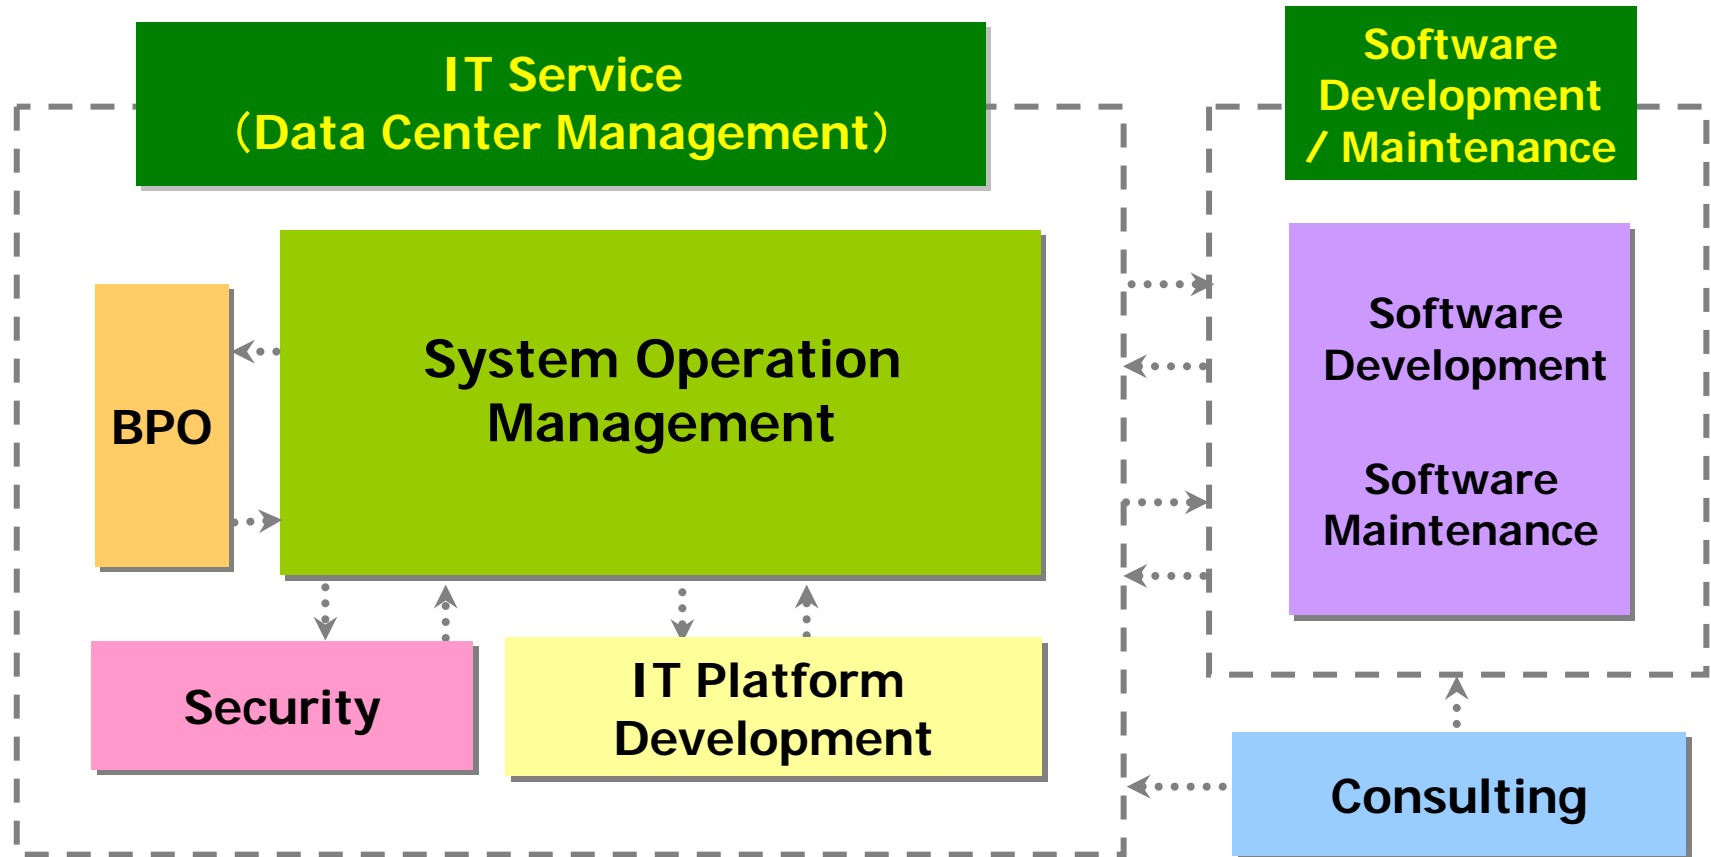 IT Service
（Data Center Management）
Software
Development
/ Maintenance
System Operation
Management
BPO
Software
Development
Software
Maintenance
Security
IT Platform
Development
Consulting